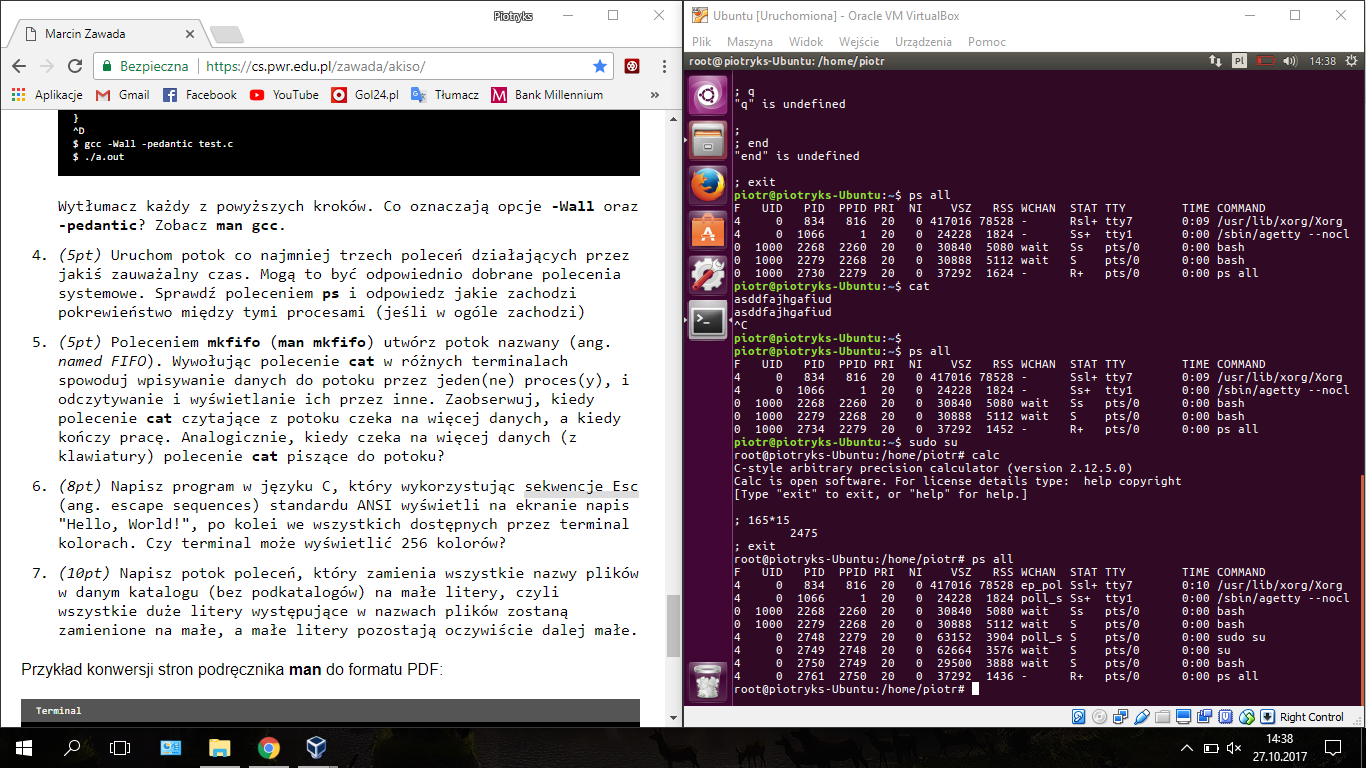 Piotryks
Marcin Zawada
Bezpieczna
https://cs.pwr.edu.pl/zawada/akiso/
Aplikacje
Gmail
Facebook
YouTube
Gol24.pl
Tłumacz
Bank Millennium
»
}
^D
$ gcc -Wall -pedantic test.c
$ ./a.out
Wytłumacz każdy z powyższych kroków. Co oznaczają opcje -Wall oraz
-pedantic? Zobacz man gcc.
4. (5pt) Uruchom potok co najmniej trzech poleceń działających przez
jakiś zauważalny czas. Mogą to być odpowiednio dobrane polecenia
systemowe. Sprawdź poleceniem ps i odpowiedz jakie zachodzi
pokrewieństwo między tymi procesami (jeśli w ogóle zachodzi)
5. (5pt) Poleceniem mkfifo (man mkfifo) utwórz potok nazwany (ang.
named FIFO). Wywołując polecenie cat w różnych terminalach
spowoduj wpisywanie danych do potoku przez jeden(ne) proces(y), i
odczytywanie i wyświetlanie ich przez inne. Zaobserwuj, kiedy
polecenie cat czytające z potoku czeka na więcej danych, a kiedy
kończy pracę. Analogicznie, kiedy czeka na więcej danych (z
klawiatury) polecenie cat piszące do potoku?
6. (8pt) Napisz program w języku C, który wykorzystując sekwencje Esc
(ang. escape sequences) standardu ANSI wyświetli na ekranie napis
"Hello, World!", po kolei we wszystkich dostępnych przez terminal
kolorach. Czy terminal może wyświetlić 256 kolorów?
7. (10pt) Napisz potok poleceń, który zamienia wszystkie nazwy plików
w danym katalogu (bez podkatalogów) na małe litery, czyli
wszystkie duże litery występujące w nazwach plików zostaną
zamienione na małe, a małe litery pozostają oczywiście dalej małe.
Przykład konwersji stron podręcznika man do formatu PDF:
Terminal
Ubuntu [Uruchomiona] - Oracle VM VirtualBox
Plik Maszyna Widok Wejście Urządzenia Pomoc
root@piotryks-Ubuntu: /home/piotr
Pl
14:38
; q
"q" is undefined
;
; end
"end" is undefined
; exit
piotr@piotryks-Ubuntu:~$ ps all
F   UID   PID  PPID PRI  NI    VSZ   RSS WCHAN  STAT TTY        TIME COMMAND
4     0   834   816  20   0 417016 78528 -      Rsl+ tty7       0:09 /usr/lib/xorg/Xorg
4     0  1066     1  20   0  24228  1824 -      Ss+  tty1       0:00 /sbin/agetty --nocl
0  1000  2268  2260  20   0  30840  5080 wait   Ss   pts/0      0:00 bash
0  1000  2279  2268  20   0  30888  5112 wait   S    pts/0      0:00 bash
0  1000  2730  2279  20   0  37292  1624 -      R+   pts/0      0:00 ps all
piotr@piotryks-Ubuntu:~$ cat
asddfajhgafiud
asddfajhgafiud
^C
piotr@piotryks-Ubuntu:~$
piotr@piotryks-Ubuntu:~$ ps all
F   UID   PID  PPID PRI  NI    VSZ   RSS WCHAN  STAT TTY        TIME COMMAND
4     0   834   816  20   0 417016 78528 -      Ssl+ tty7       0:09 /usr/lib/xorg/Xorg
4     0  1066     1  20   0  24228  1824 -      Ss+  tty1       0:00 /sbin/agetty --nocl
0  1000  2268  2260  20   0  30840  5080 wait   Ss   pts/0      0:00 bash
0  1000  2279  2268  20   0  30888  5112 wait   S    pts/0      0:00 bash
0  1000  2734  2279  20   0  37292  1452 -      R+   pts/0      0:00 ps all
piotr@piotryks-Ubuntu:~$ sudo su
root@piotryks-Ubuntu:/home/piotr# calc
C-style arbitrary precision calculator (version 2.12.5.0)
Calc is open software. For license details type:  help copyright
[Type "exit" to exit, or "help" for help.]
; 165*15
2475
; exit
root@piotryks-Ubuntu:/home/piotr# ps all
F   UID   PID  PPID PRI  NI    VSZ   RSS WCHAN  STAT TTY        TIME COMMAND
4     0   834   816  20   0 417016 78528 ep_pol Ssl+ tty7       0:10 /usr/lib/xorg/Xorg
4     0  1066     1  20   0  24228  1824 poll_s Ss+  tty1       0:00 /sbin/agetty --nocl
0  1000  2268  2260  20   0  30840  5080 wait   Ss   pts/0      0:00 bash
0  1000  2279  2268  20   0  30888  5112 wait   S    pts/0      0:00 bash
4     0  2748  2279  20   0  63152  3904 poll_s S    pts/0      0:00 sudo su
4     0  2749  2748  20   0  62664  3576 wait   S    pts/0      0:00 su
4     0  2750  2749  20   0  29500  3888 wait   S    pts/0      0:00 bash
4     0  2761  2750  20   0  37292  1436 -      R+   pts/0      0:00 ps all
root@piotryks-Ubuntu:/home/piotr#
Right Control
14:38
27.10.2017